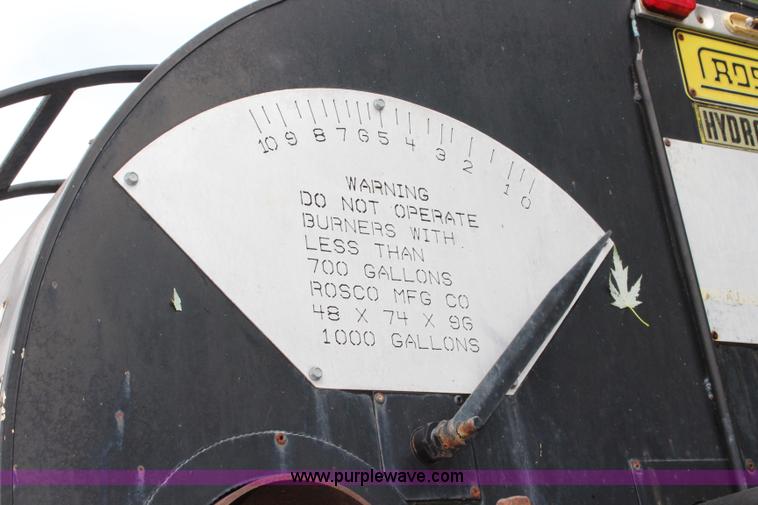 10 9 8 7 6 5 4 3 2 1 0
WARNING
DO NOT OPERATE
BURNERS WITH
LESS THAN
700 GALLONS
ROSCO MFG CO
48 X 74 X 96
1000 GALLONS
www.purplewave.com